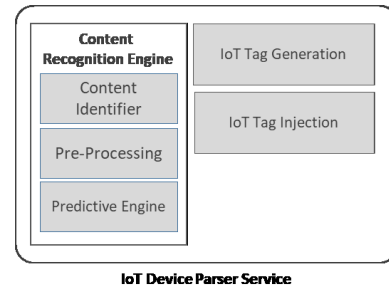 Content
Recognition Engine
Content
Identifier
Pre-Processing
Predictive Engine
IoT Tag Generation
IoT Tag Injection
IoT Device Parser Service